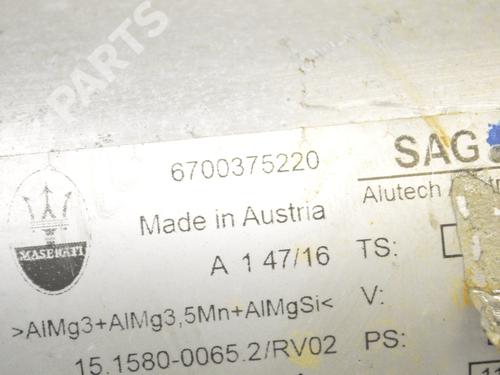 PARTS
6700375220
SAG
Made in Austria
Alutech
MASERATI
A 1 47/16
TS:
>AlMg3+AlMg3,5Mn+AlMgSi<
V:
15.1580-0065.2/RV02
PS: